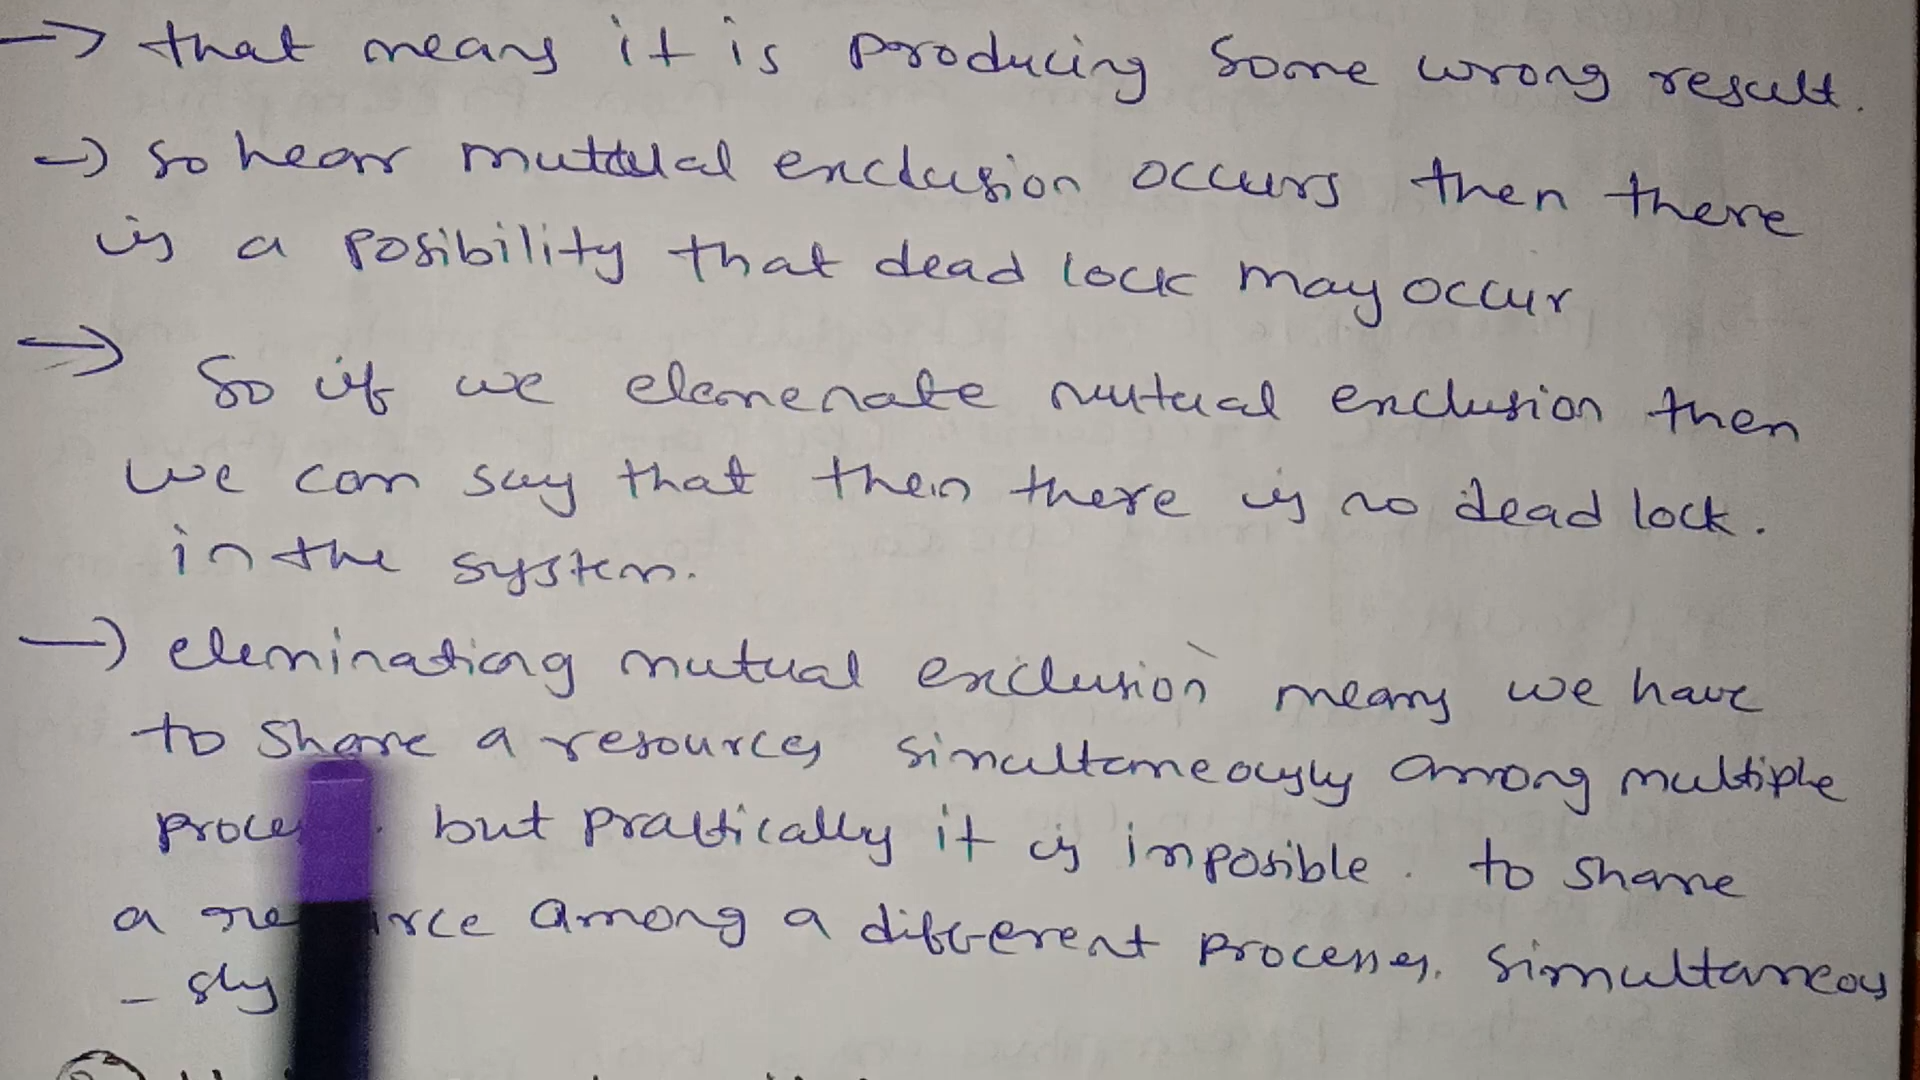 → that means it is producing some wrong result.
→ so hear mutual exclusion occurs then there
is a posibility that dead lock may occur
→ So if we elemenate mutual exclusion then
we can say that then there is no dead lock.
in the system.
→ eleminationg mutual exclusion means we have
to share a resources simultaneously among multiple
but practically it is imposible. to share
a among a different processes. simultaneous
- sly